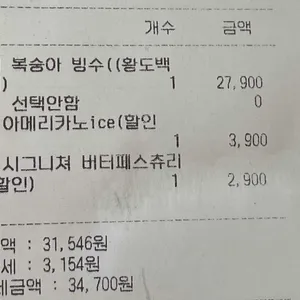 개수 금액
복숭아 빙수((황도백
) 1 27,900
선택안함 0
아메리카노ice(할인
1 3,900
시그니쳐 버터패스츄리
할인) 1 2,900
액 : 31,546원
세 : 3,154원
세금액 : 34,700원